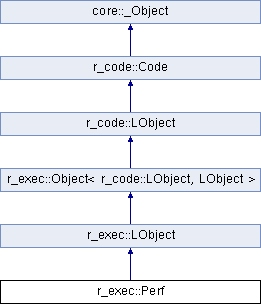 core::_Object
r_code::Code
r_code::LObject
r_exec::Object< r_code::LObject, LObject >
r_exec::LObject
r_exec::Perf